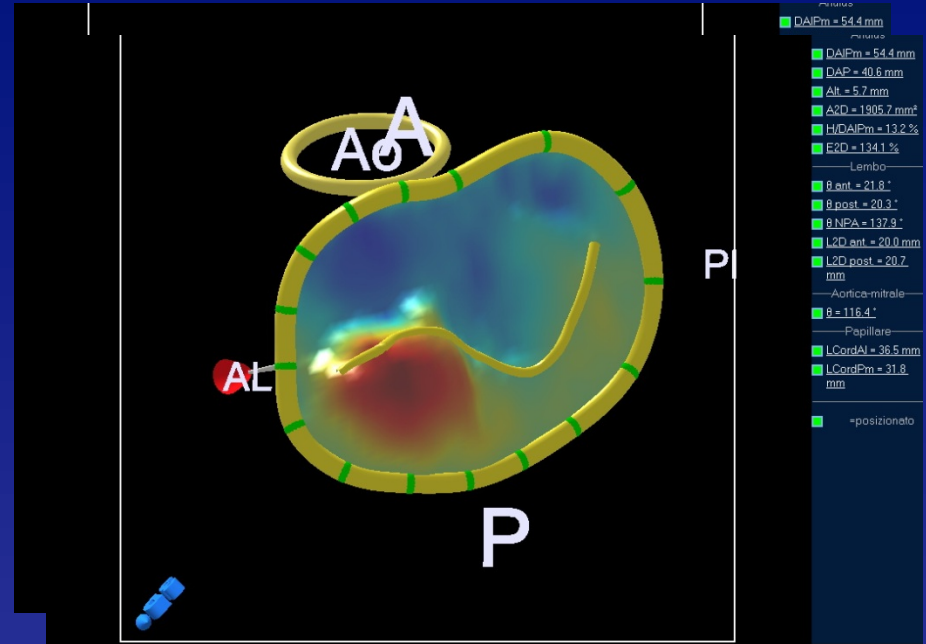 DAIPm = 54.4 mm
DAIPm = 54.4 mm
DAP = 40.6 mm
Alt. = 5.7 mm
A2D = 1905.7 mm²
H/DAIPm = 13.2 %
E2D = 134.1 %
Lembo
θ ant. = 21.8 °
θ post. = 20.3 °
θ NPA = 137.9 °
L2D ant. = 20.0 mm
L2D post. = 20.7
mm
Aortica-mitrale
θ = 116.4 °
Papillare
LCordAl = 36.5 mm
LCordPm = 31.8
mm
=posizionato
A
Ao
AL
P